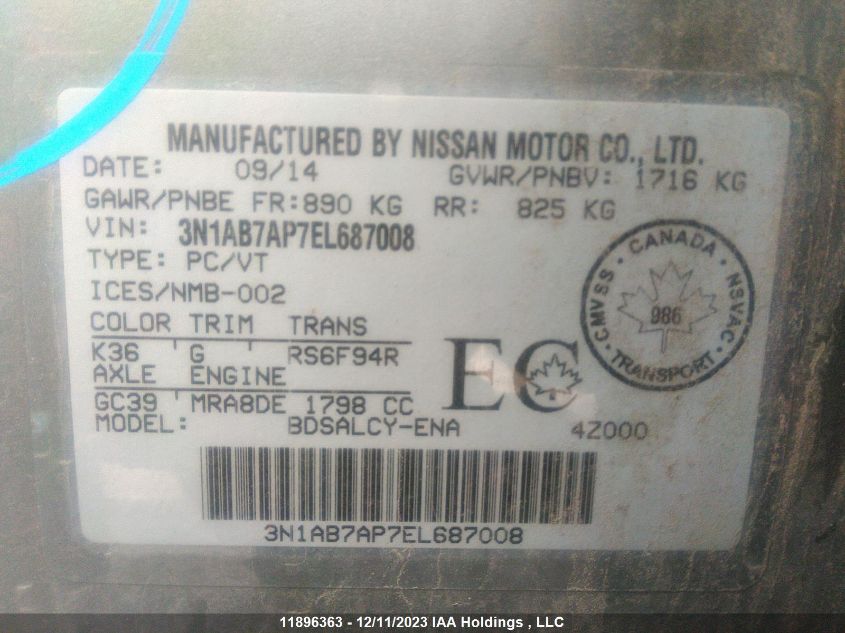 MANUFACTURED BY NISSAN MOTOR CO., LTD.
DATE: 09/14 GVWR/PNBV: 1716 KG
GAWR/PNBE FR:890 KG RR: 825 KG
VIN: 3N1AB7AP7EL687008
TYPE: PC/VT
ICES/NMB-002
COLOR TRIM TRANS
K36 G RS6F94R
AXLE ENGINE
GC39 MRA8DE 1798 CC
MODEL: BDSALCY-ENA 4Z000
EC
CANADA · NSVAC · TRANSPORT · CMVSS ·
986
3N1AB7AP7EL687008
11896363 - 12/11/2023 IAA Holdings , LLC